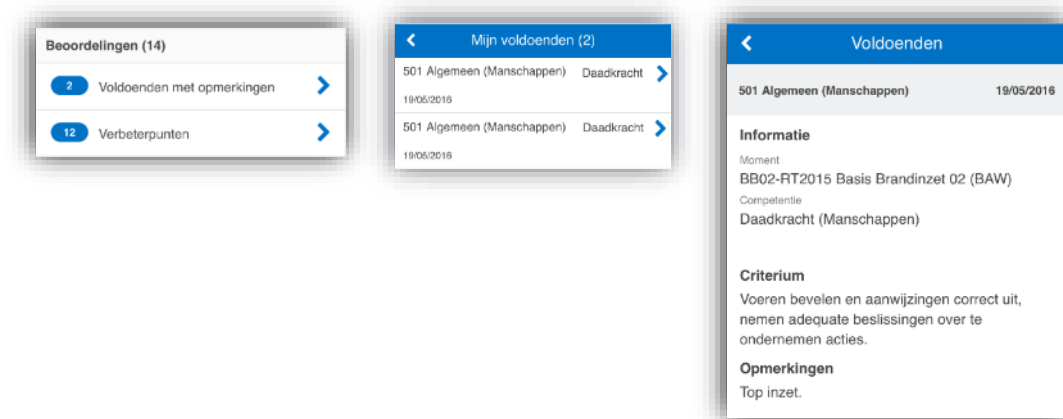 Beoordelingen (14)
2 Voldoenden met opmerkingen
12 Verbeterpunten
Mijn voldoenden (2)
501 Algemeen (Manschappen) Daadkracht
19/05/2016
501 Algemeen (Manschappen) Daadkracht
19/05/2016
Voldoenden
501 Algemeen (Manschappen) 19/05/2016
Informatie
Moment
BB02-RT2015 Basis Brandinzet 02 (BAW)
Competentie
Daadkracht (Manschappen)
Criterium
Voeren bevelen en aanwijzingen correct uit,
nemen adequate beslissingen over te
ondernemen acties.
Opmerkingen
Top inzet.